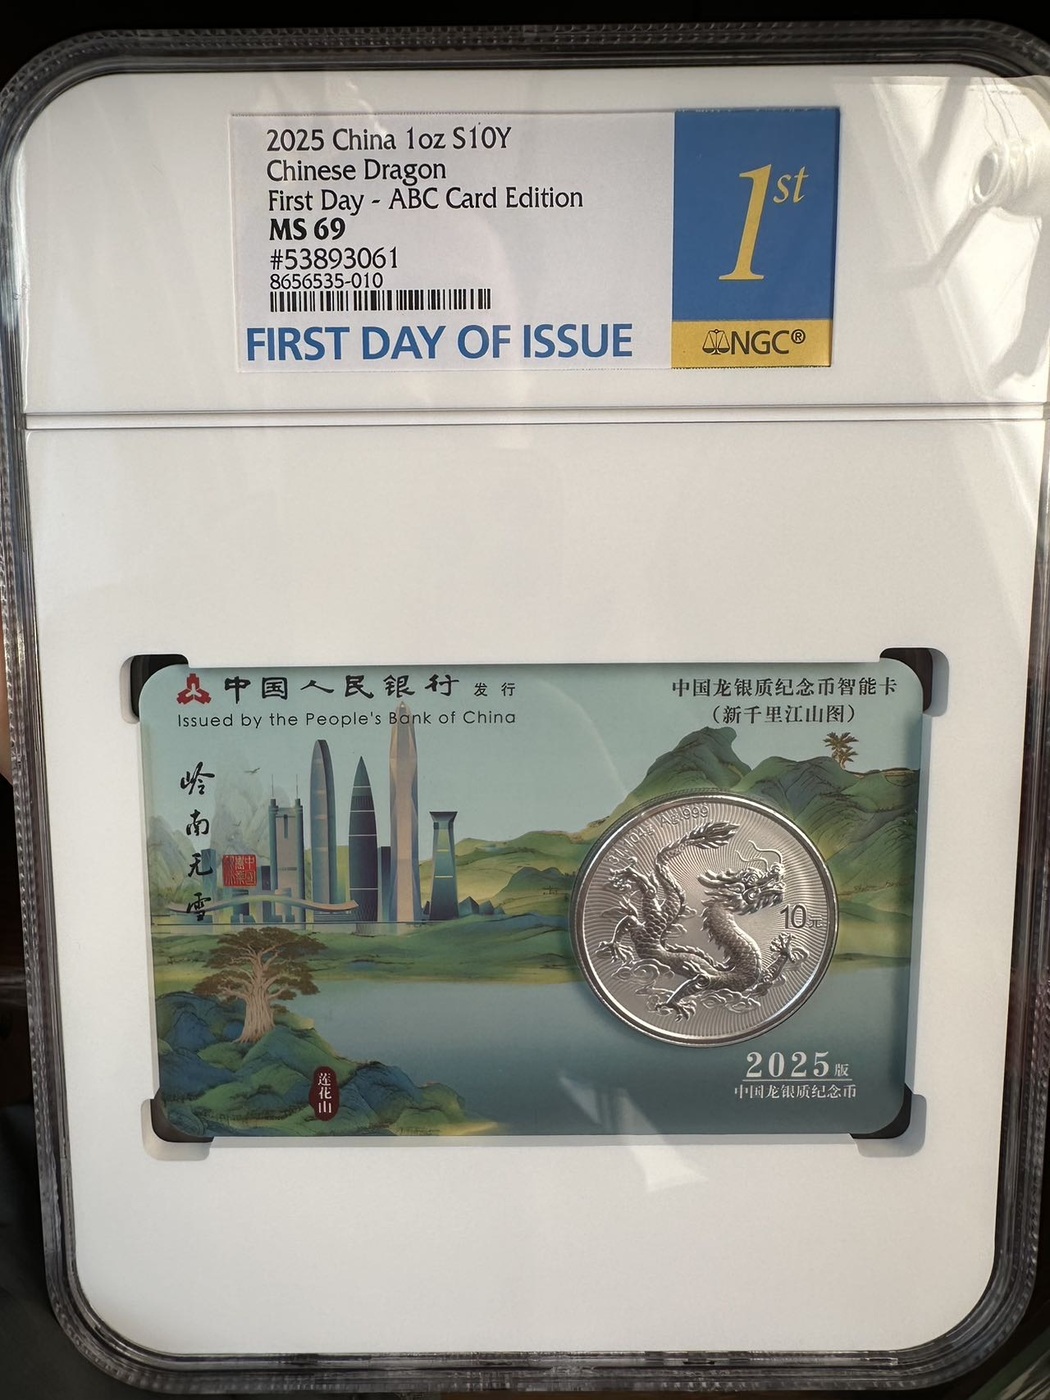 2025 China 1oz S10Y
Chinese Dragon
First Day - ABC Card Edition
MS 69
#53893061
8656535-010
FIRST DAY OF ISSUE
1st
NGC®
中国人民银行 发行
Issued by the People's Bank of China
中国龙银质纪念币智能卡
（新千里江山图）
岭南无雪
Ag999
10元
莲花山
2025版
中国龙银质纪念币